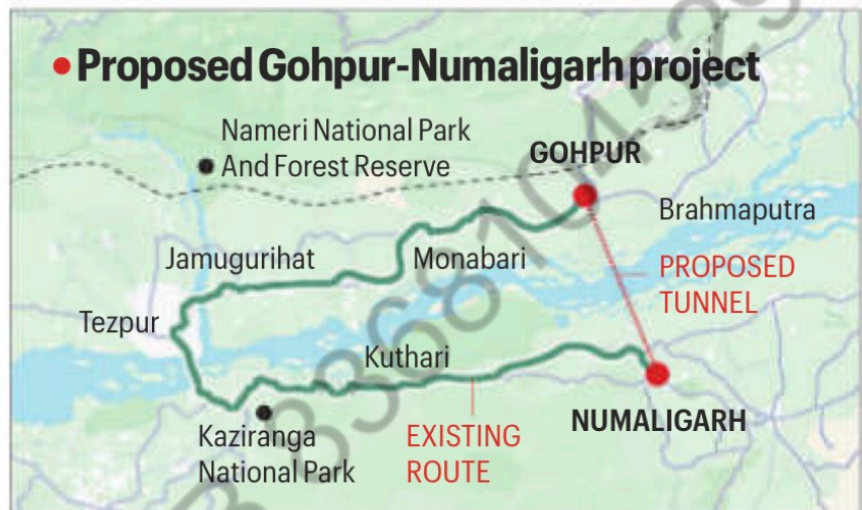 Proposed Gohpur-Numaligarh project
Nameri National Park
And Forest Reserve
GOHPUR
Brahmaputra
Jamugurihat
Monabari
PROPOSED
TUNNEL
Tezpur
Kuthari
NUMALIGARH
Kaziranga
National Park
EXISTING
ROUTE